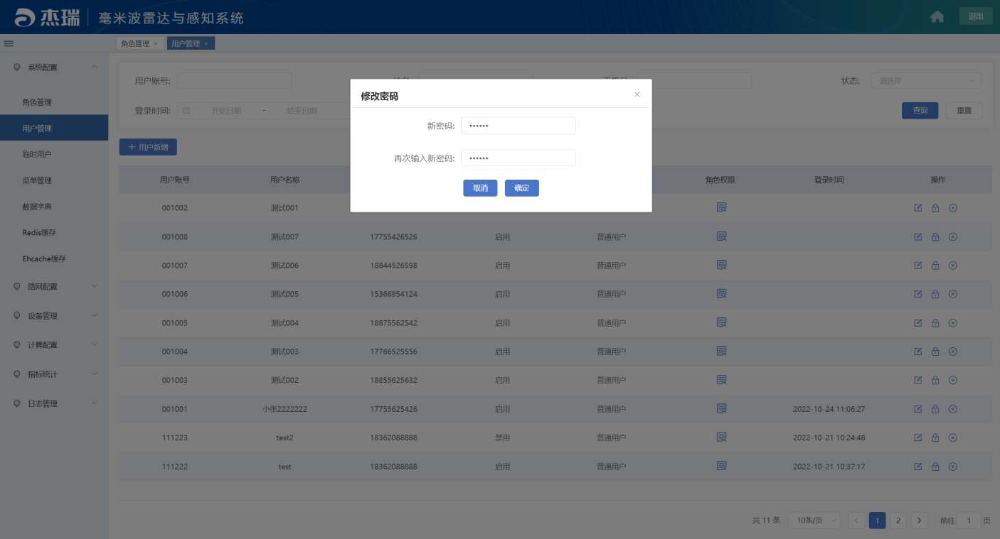 杰瑞 毫米波雷达与感知系统 退出
角色管理 × 用户管理 ×
系统配置
角色管理
用户管理
临时用户
菜单管理
数据字典
Redis缓存
Ehcache缓存
路网配置
设备管理
计算配置
指标统计
日志管理
用户账号: 状态: 请选择
登录时间: 开始日期 - 结束日期 查询 重置
+ 用户新增
修改密码 ×
新密码: ••••••
再次输入新密码: ••••••
取消 确定
用户账号 用户名称 角色权限 登录时间 操作
001002 测试001
001008 测试007 17755426526 启用 普通用户
001007 测试006 18844526598 启用 普通用户
001006 测试005 15366954124 启用 普通用户
001005 测试004 18875562542 启用 普通用户
001004 测试003 17766525556 启用 普通用户
001003 测试002 18855625632 启用 普通用户
001001 小张2222222 17755625426 启用 普通用户 2022-10-24 11:06:27
111223 test2 18362088888 禁用 普通用户 2022-10-21 10:24:48
111222 test 18362088888 启用 普通用户 2022-10-21 10:37:17
共 11 条 10条/页 < 1 2 > 前往 1 页